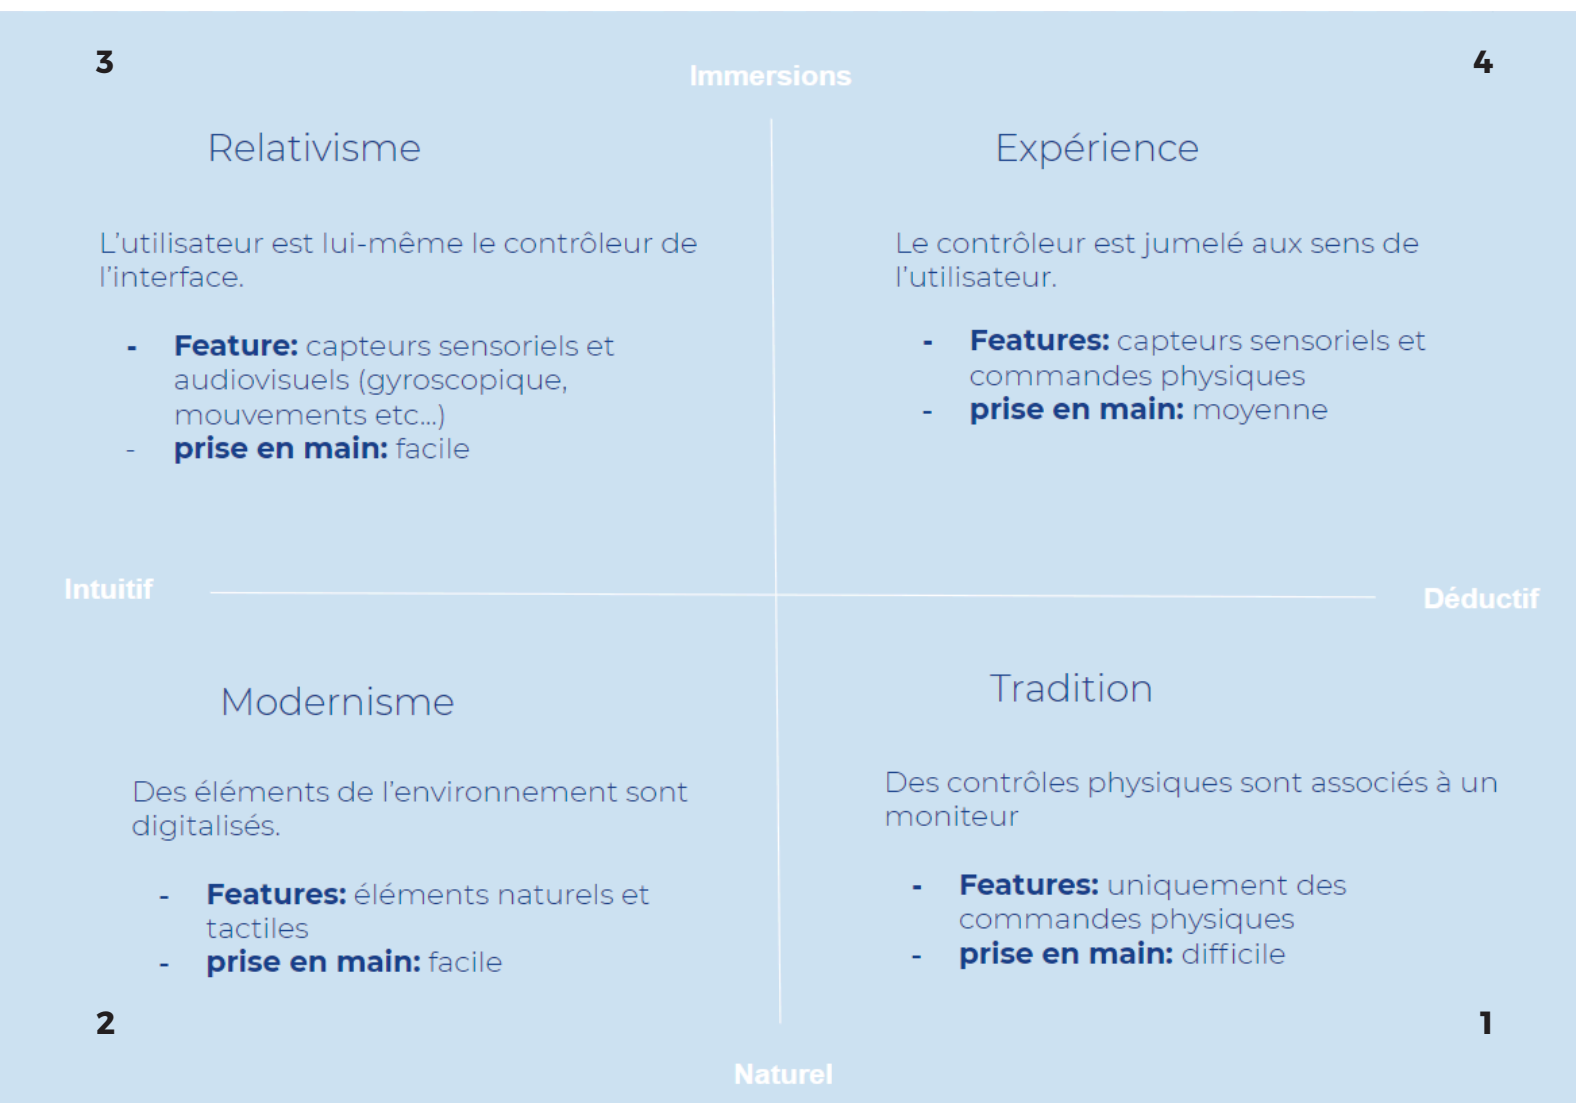 3
4
Immersions
Relativisme
L'utilisateur est lui-même le contrôleur de
l'interface.
- Feature: capteurs sensoriels et
audiovisuels (gyroscopique,
mouvements etc...)
- prise en main: facile
Expérience
Le contrôleur est jumelé aux sens de
l'utilisateur.
- Features: capteurs sensoriels et
commandes physiques
- prise en main: moyenne
Intuitif
Déductif
Modernisme
Des éléments de l'environnement sont
digitalisés.
- Features: éléments naturels et
tactiles
- prise en main: facile
Tradition
Des contrôles physiques sont associés à un
moniteur
- Features: uniquement des
commandes physiques
- prise en main: difficile
2
1
Naturel